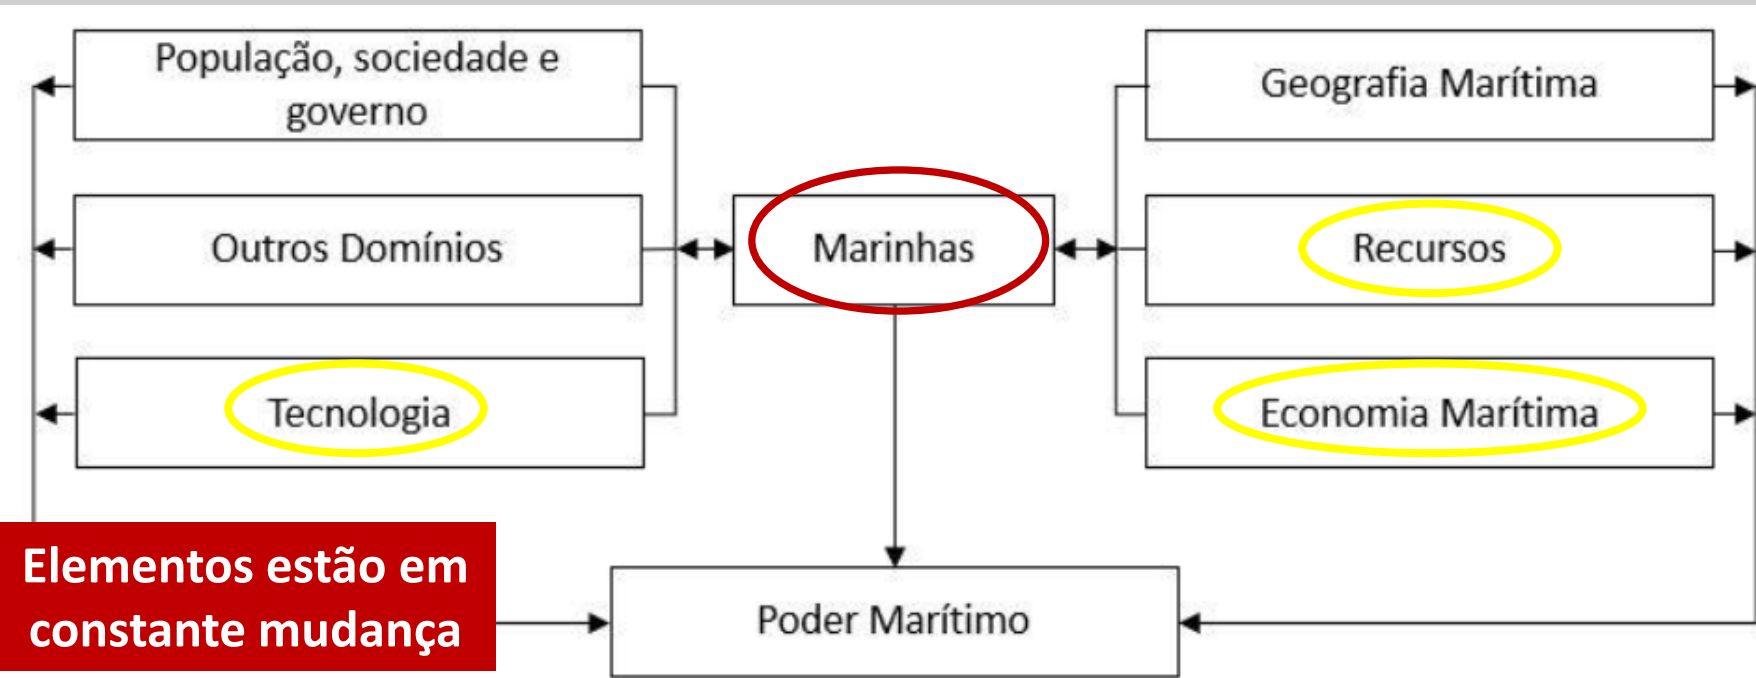 População, sociedade e
governo
Outros Domínios
Tecnologia
Marinhas
Geografia Marítima
Recursos
Economia Marítima
Elementos estão em
constante mudança
Poder Marítimo